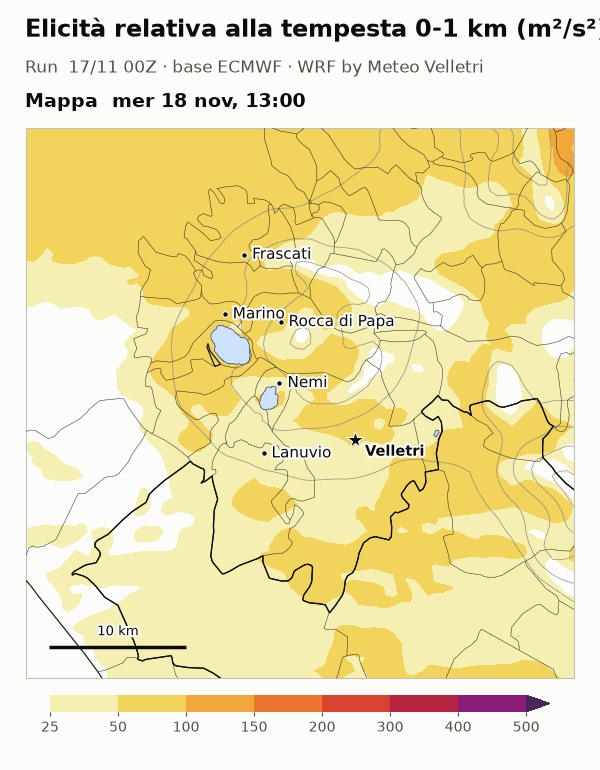 Elicità relativa alla tempesta 0-1 km (m²/s²)
Run  17/11 00Z · base ECMWF · WRF by Meteo Velletri
Mappa  mer 18 nov, 13:00
Frascati
Marino
Rocca di Papa
Nemi
Velletri
Lanuvio
10 km
25 50 100 150 200 300 400 500